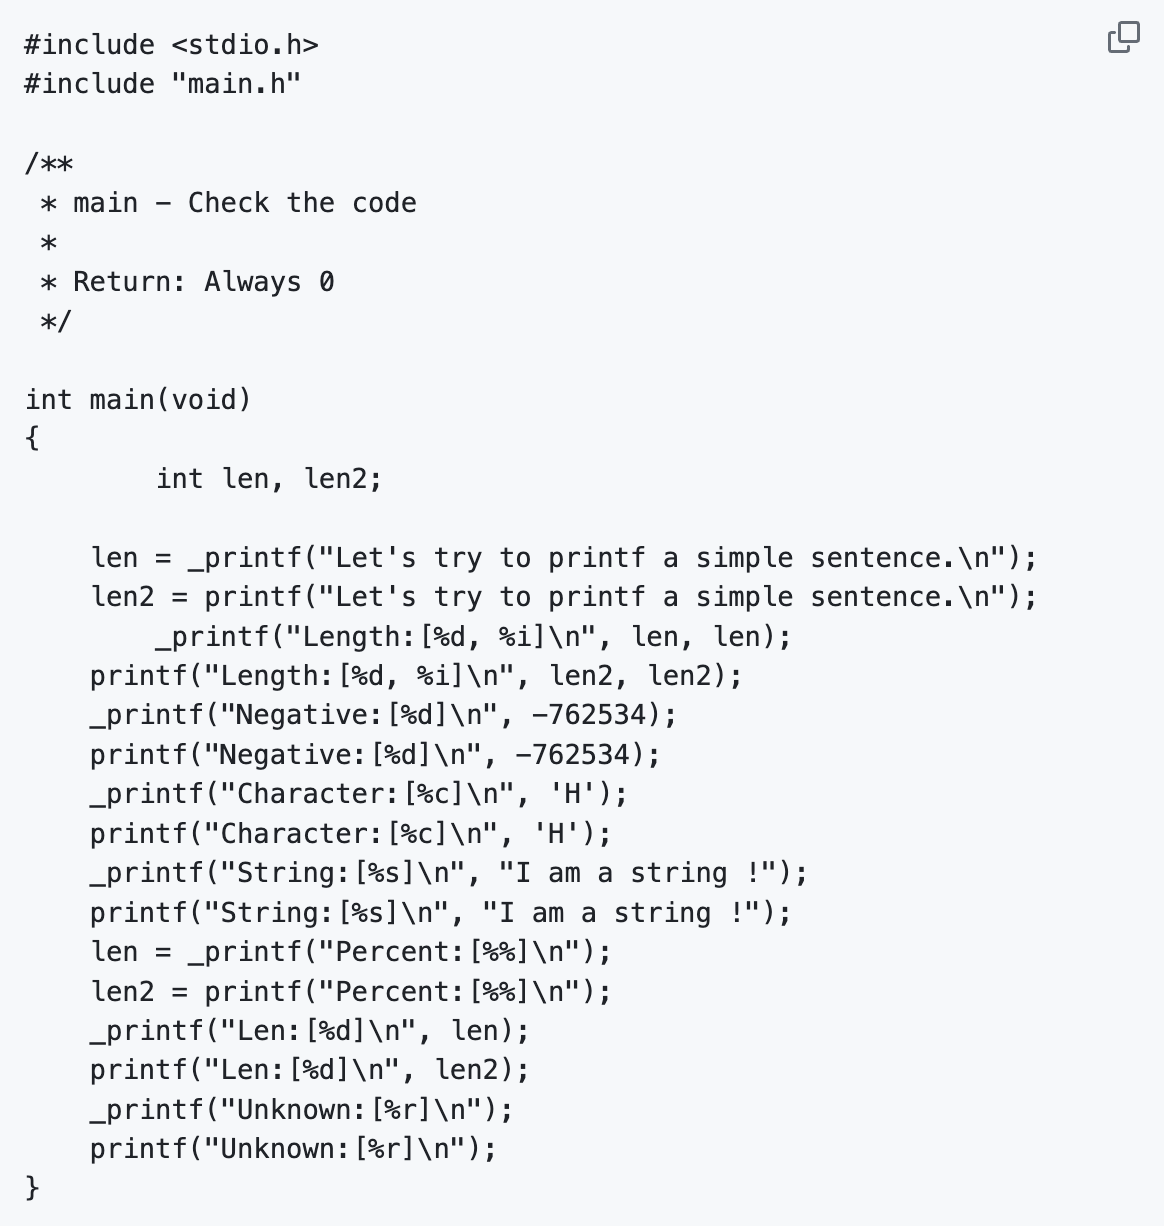 #include <stdio.h>
#include "main.h"

/**
 * main – Check the code
 *
 * Return: Always 0
 */

int main(void)
{
        int len, len2;

    len = _printf("Let's try to printf a simple sentence.\n");
    len2 = printf("Let's try to printf a simple sentence.\n");
        _printf("Length:[%d, %i]\n", len, len);
    printf("Length:[%d, %i]\n", len2, len2);
    _printf("Negative:[%d]\n", –762534);
    printf("Negative:[%d]\n", –762534);
    _printf("Character:[%c]\n", 'H');
    printf("Character:[%c]\n", 'H');
    _printf("String:[%s]\n", "I am a string !");
    printf("String:[%s]\n", "I am a string !");
    len = _printf("Percent:[%%]\n");
    len2 = printf("Percent:[%%]\n");
    _printf("Len:[%d]\n", len);
    printf("Len:[%d]\n", len2);
    _printf("Unknown:[%r]\n");
    printf("Unknown:[%r]\n");
}